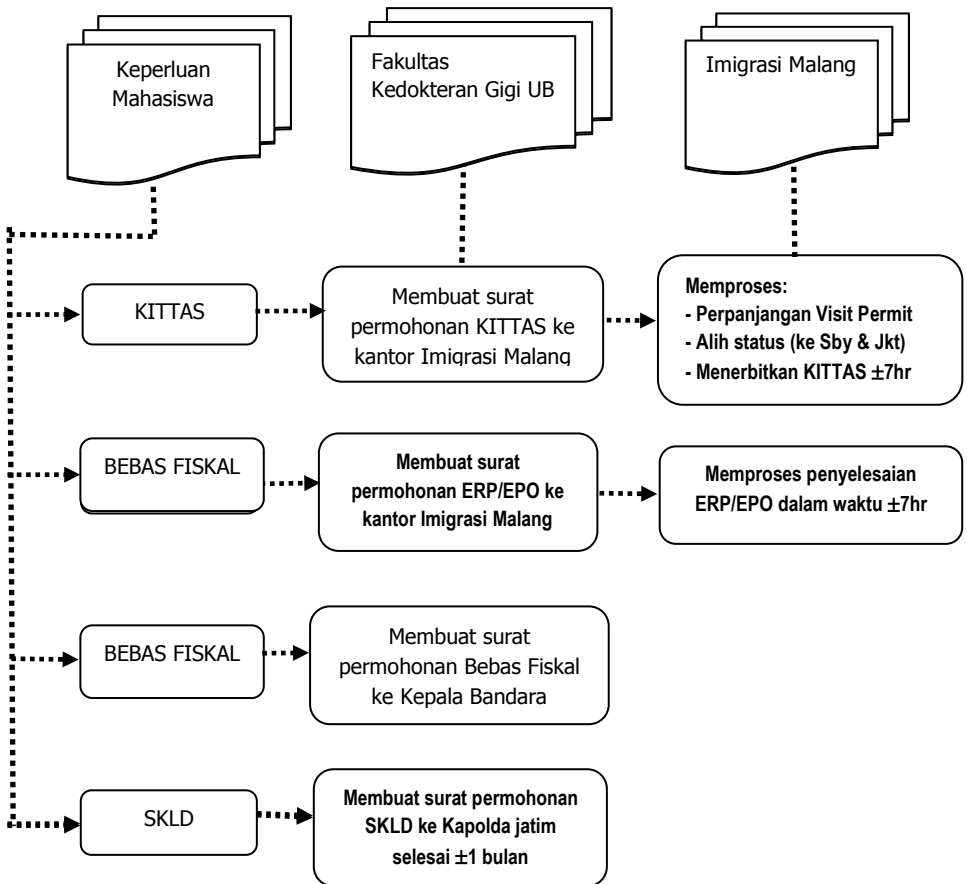 Keperluan
Mahasiswa
Fakultas
Kedokteran Gigi UB
Imigrasi Malang
KITTAS
Membuat surat
permohonan KITTAS ke
kantor Imigrasi Malang
Memproses:
- Perpanjangan Visit Permit
- Alih status (ke Sby & Jkt)
- Menerbitkan KITTAS ±7hr
BEBAS FISKAL
Membuat surat
permohonan ERP/EPO ke
kantor Imigrasi Malang
Memproses penyelesaian
ERP/EPO dalam waktu ±7hr
BEBAS FISKAL
Membuat surat
permohonan Bebas Fiskal
ke Kepala Bandara
SKLD
Membuat surat permohonan
SKLD ke Kapolda jatim
selesai ±1 bulan